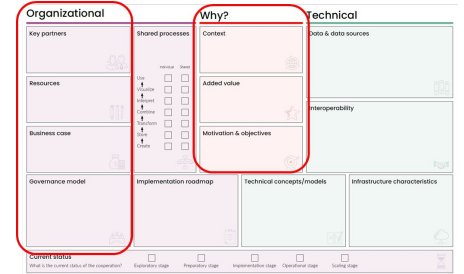 Organizational
Why?
Technical
Key partners
Shared processes
Context
Data & data sources
Individual Shared
Resources
Use
Visualize
Interpret
Combine
Transform
Store
Create
Added value
Interoperability
Business case
Motivation & objectives
Governance model
Implementation roadmap
Technical concepts/models
Infrastructure characteristics
Current status
What is the current status of the cooperation?
Exploratory stage
Preparatory stage
Implementation stage
Operational stage
Scaling stage